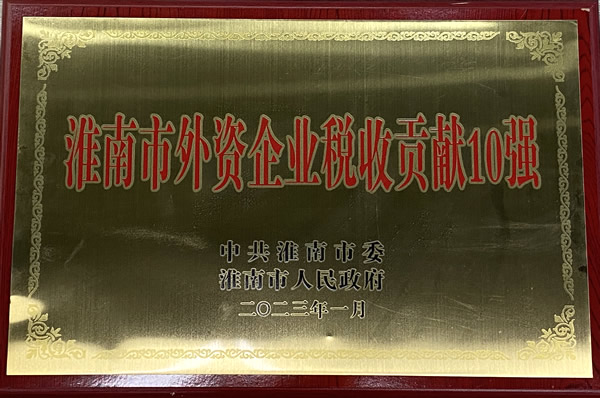 淮南市外资企业税收贡献10强
中共淮南市委
淮南市人民政府
二〇二三年一月